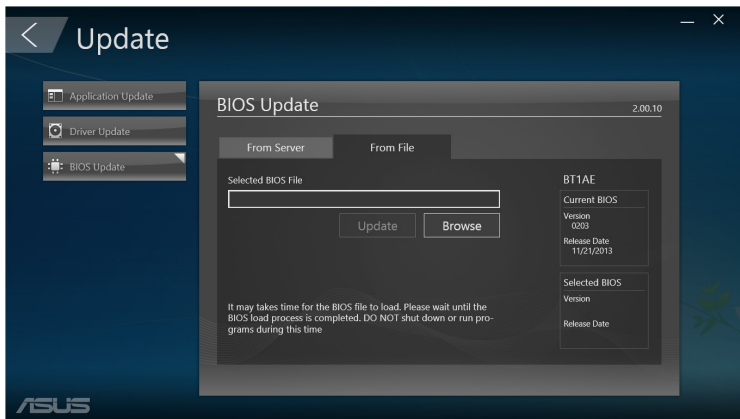 Update
Application Update
Driver Update
BIOS Update
BIOS Update
2.00.10
From Server
From File
Selected BIOS File
Update
Browse
It may takes time for the BIOS file to load. Please wait until the
BIOS load process is completed. DO NOT shut down or run pro-
grams during this time
BT1AE
Current BIOS
Version
0203
Release Date
11/21/2013
Selected BIOS
Version
Release Date
ASUS